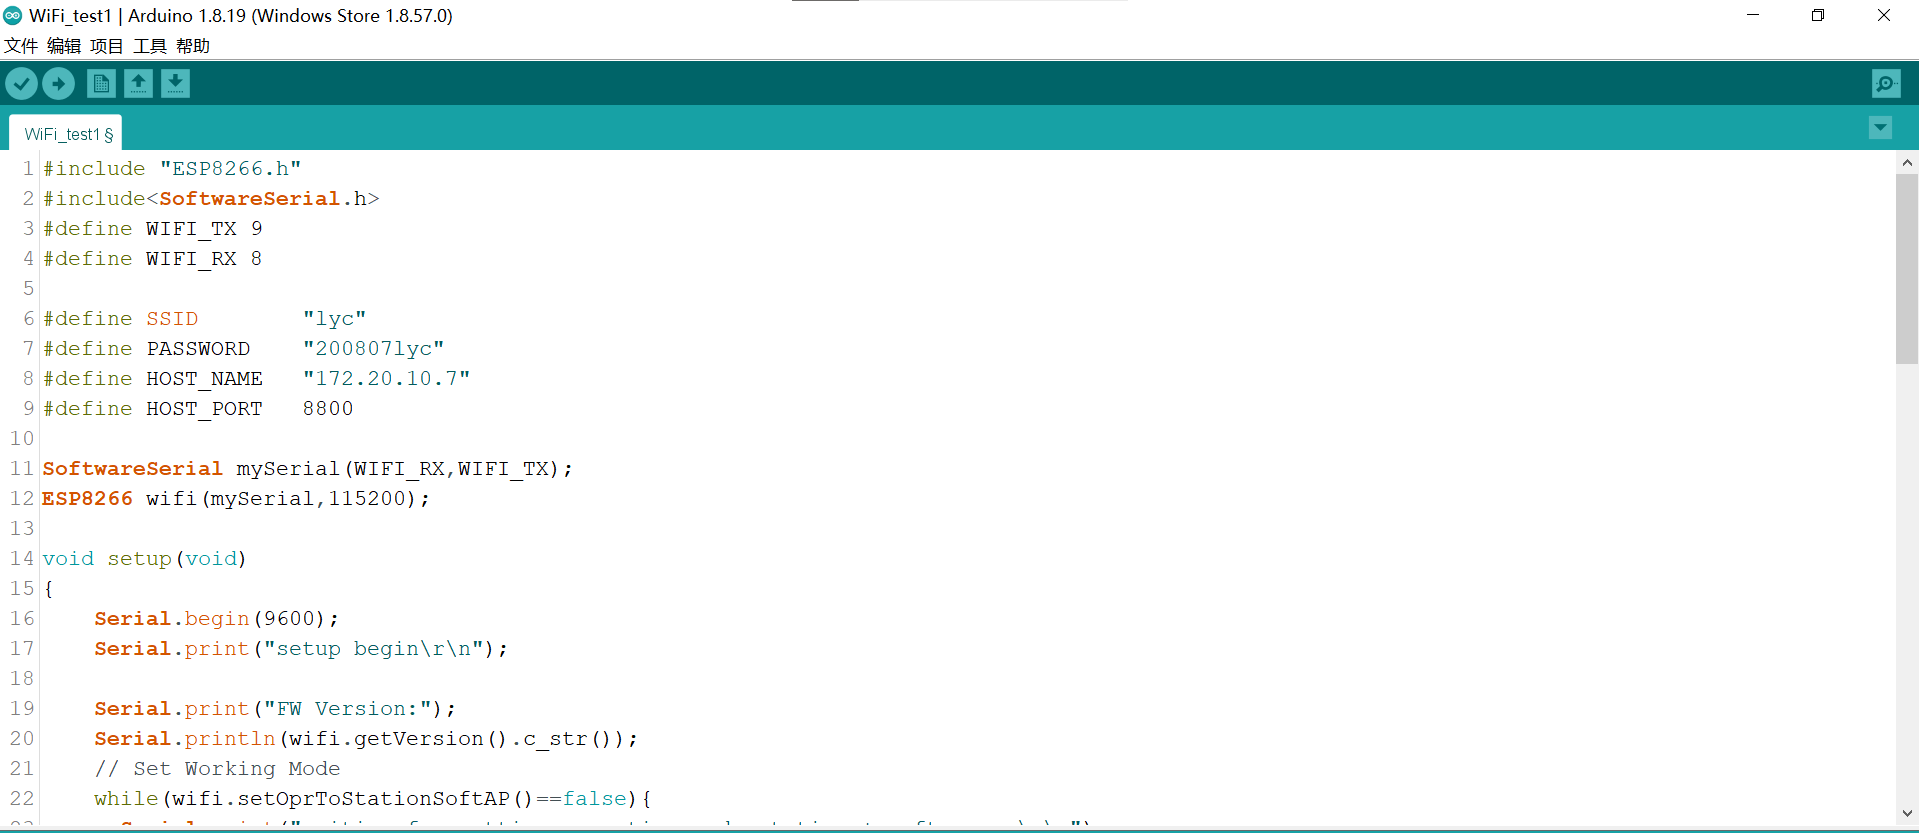 WiFi_test1 | Arduino 1.8.19 (Windows Store 1.8.57.0)
文件 编辑 项目 工具 帮助
WiFi_test1 §
1 #include "ESP8266.h"
2 #include<SoftwareSerial.h>
3 #define WIFI_TX 9
4 #define WIFI_RX 8
5
6 #define SSID        "lyc"
7 #define PASSWORD    "200807lyc"
8 #define HOST_NAME   "172.20.10.7"
9 #define HOST_PORT   8800
10
11 SoftwareSerial mySerial(WIFI_RX,WIFI_TX);
12 ESP8266 wifi(mySerial,115200);
13
14 void setup(void)
15 {
16     Serial.begin(9600);
17     Serial.print("setup begin\r\n");
18
19     Serial.print("FW Version:");
20     Serial.println(wifi.getVersion().c_str());
21     // Set Working Mode
22     while(wifi.setOprToStationSoftAP()==false){